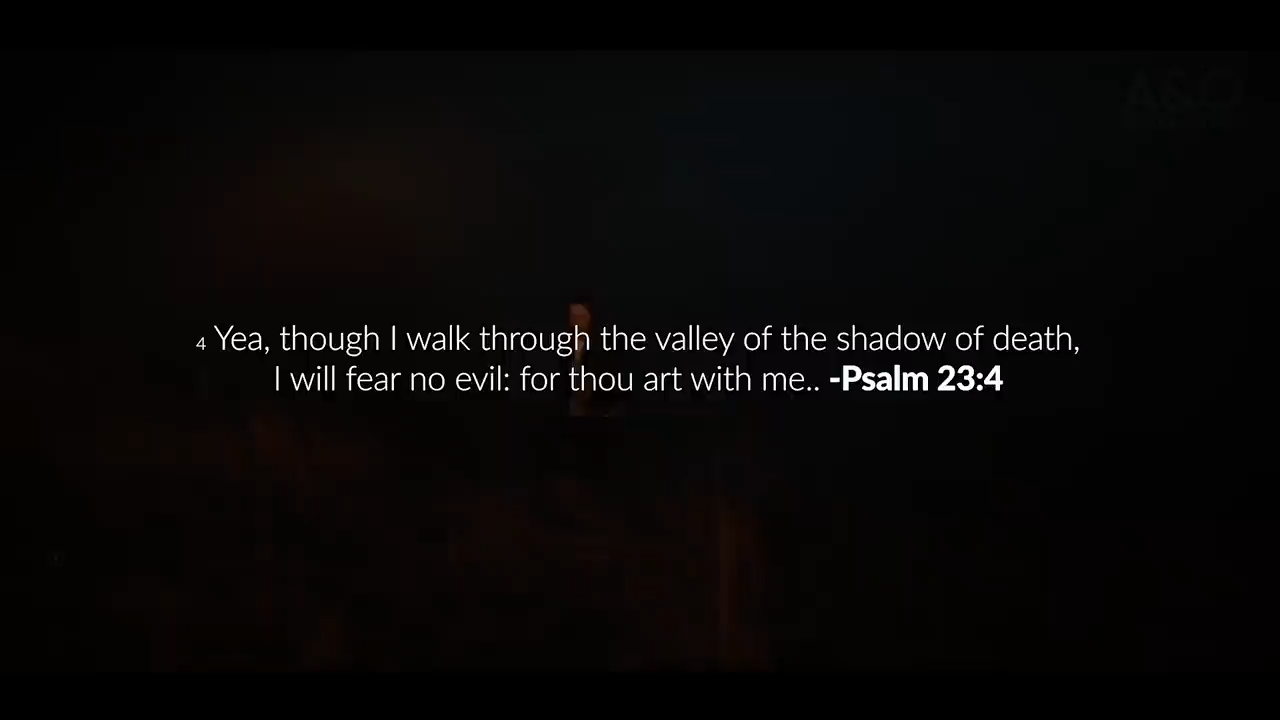 A&O
4 Yea, though I walk through the valley of the shadow of death,
I will fear no evil: for thou art with me.. -Psalm 23:4